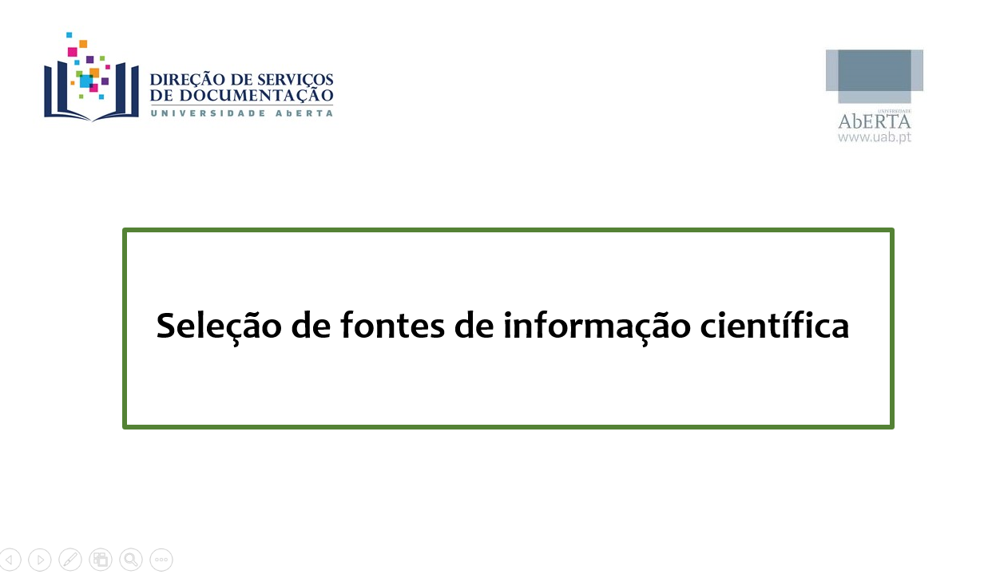 DIREÇÃO DE SERVIÇOS
DE DOCUMENTAÇÃO
UNIVERSIDADE AbERTA
UNIVERSIDADE
AbERTA
www.uab.pt
Seleção de fontes de informação científica